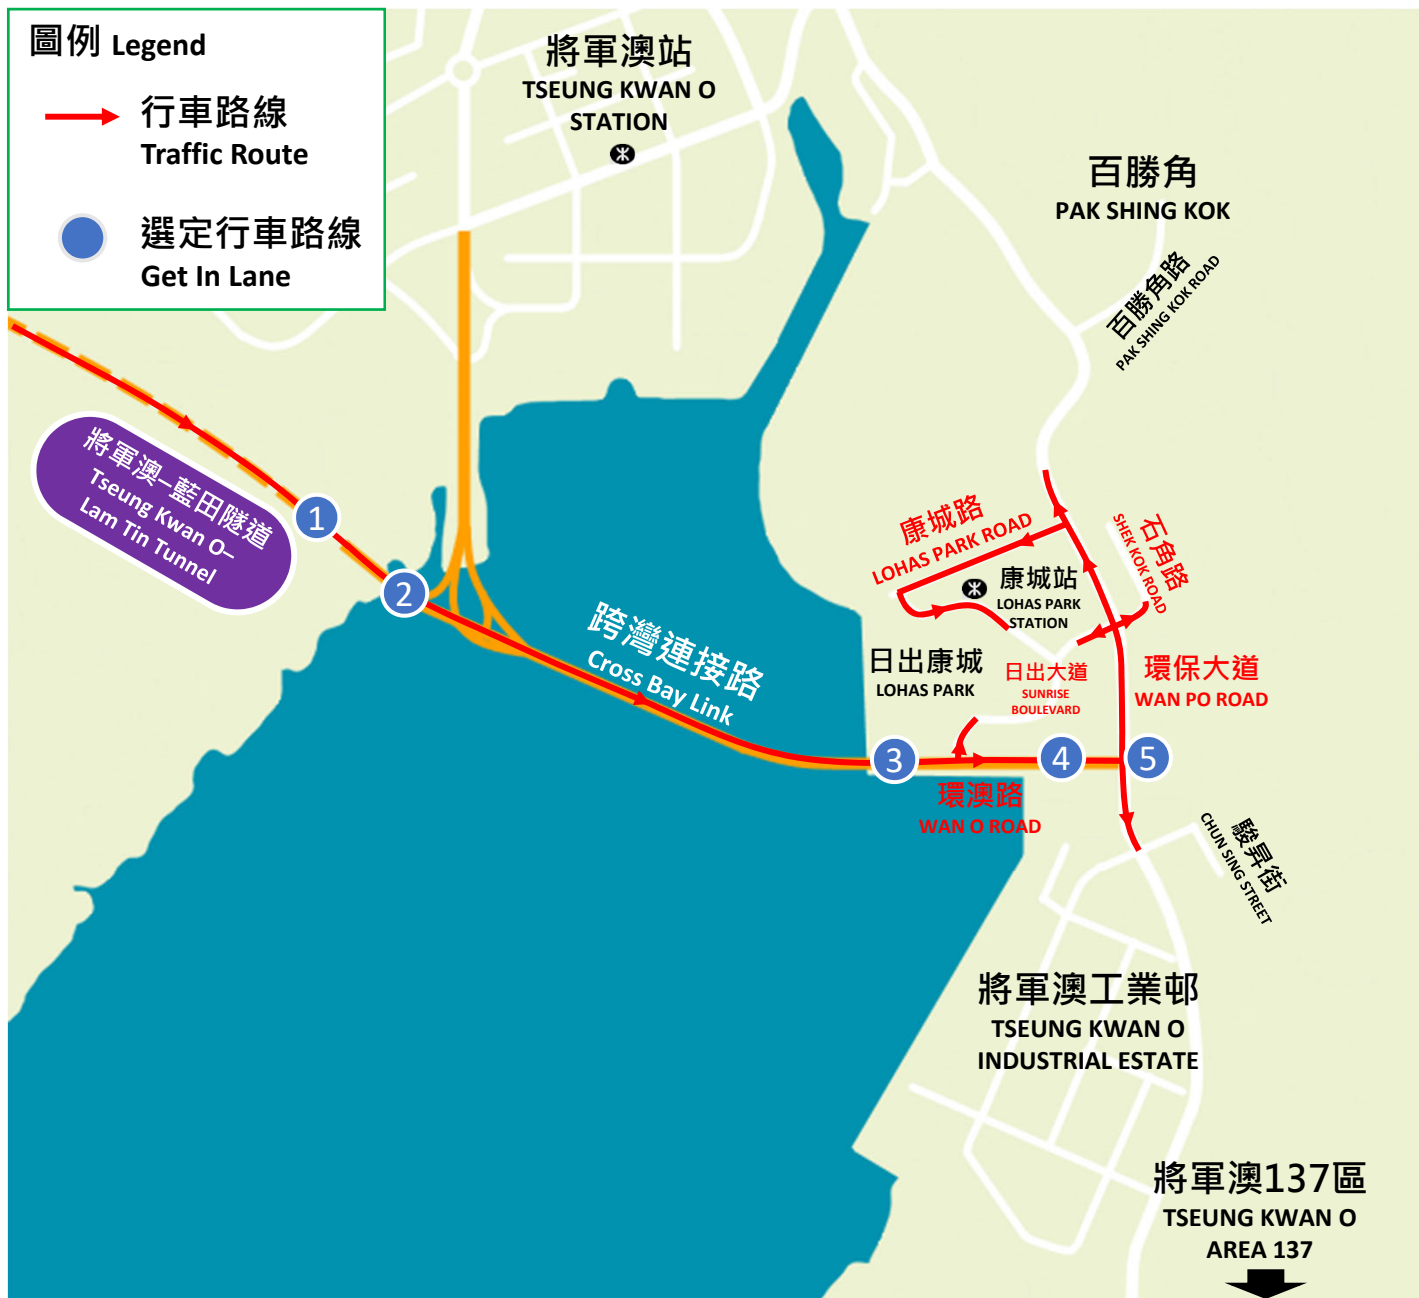 圖例 Legend
行車路線
Traffic Route
選定行車路線
Get In Lane
將軍澳站
TSEUNG KWAN O
STATION
百勝角
PAK SHING KOK
百勝角路
PAK SHING KOK ROAD
將軍澳–藍田隧道
Tseung Kwan O–
Lam Tin Tunnel
1
2
跨灣連接路
Cross Bay Link
康城路
LOHAS PARK ROAD
石角路
SHEK KOK ROAD
康城站
LOHAS PARK
STATION
日出康城
LOHAS PARK
日出大道
SUNRISE
BOULEVARD
環保大道
WAN PO ROAD
3
4
5
環澳路
WAN O ROAD
駿昇街
CHUN SING STREET
將軍澳工業邨
TSEUNG KWAN O
INDUSTRIAL ESTATE
將軍澳137區
TSEUNG KWAN O
AREA 137